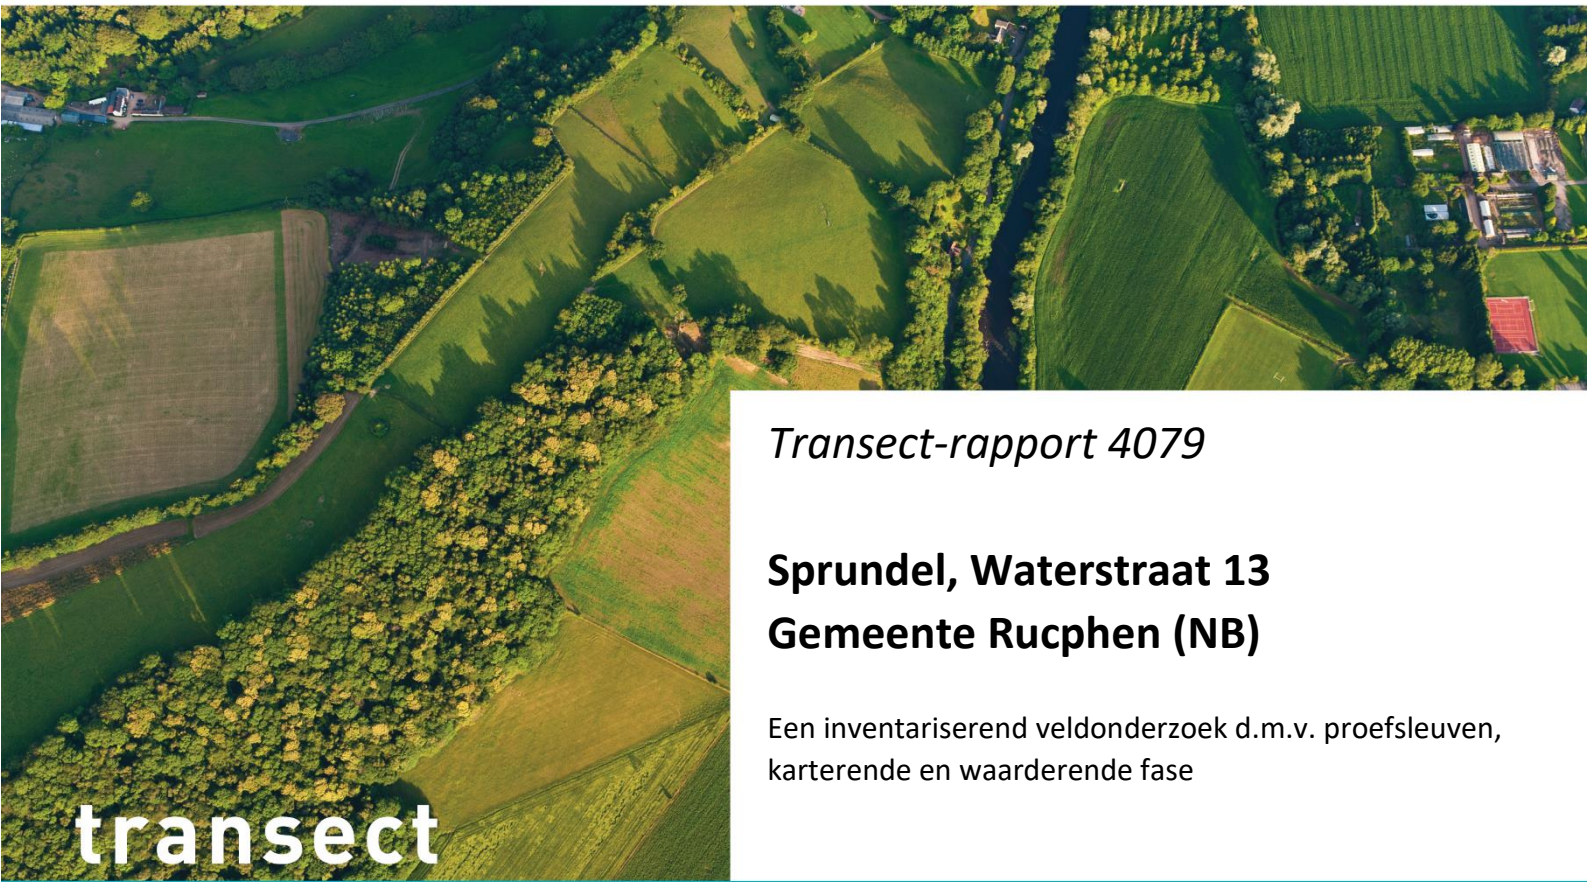 Transect-rapport 4079
Sprundel, Waterstraat 13
Gemeente Rucphen (NB)
Een inventariserend veldonderzoek d.m.v. proefsleuven,
karterende en waarderende fase
transect